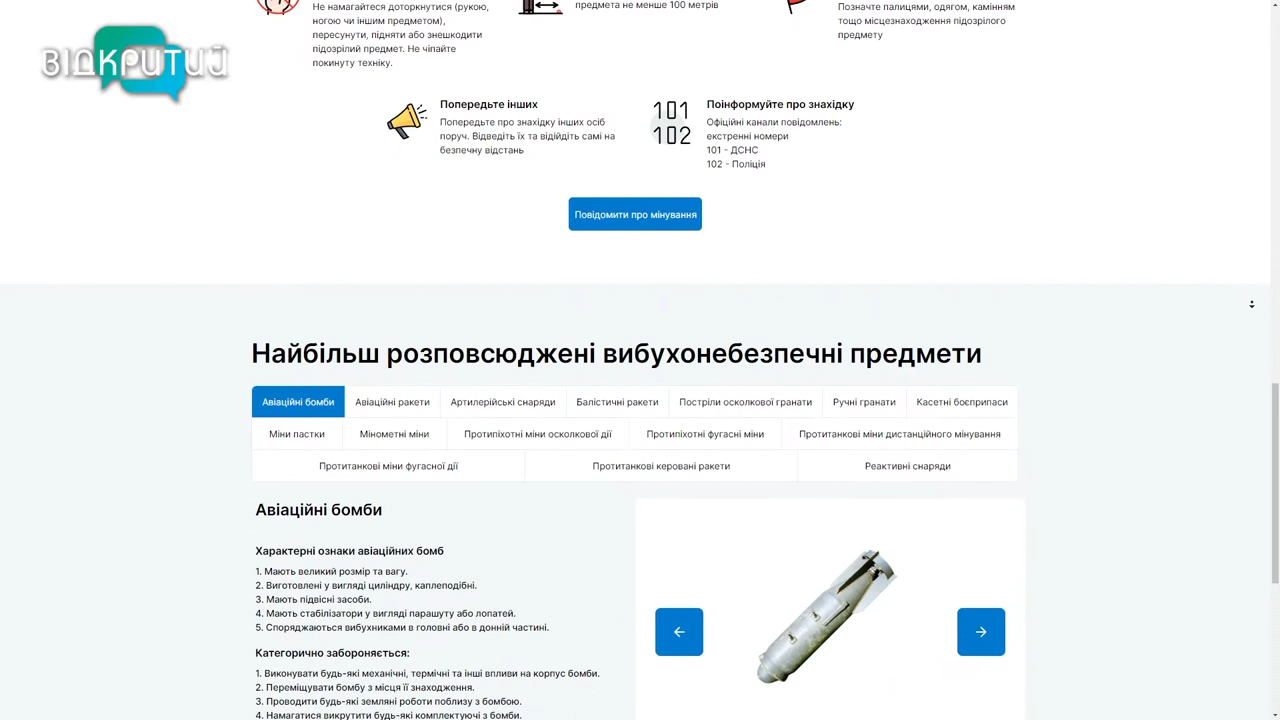 Не намагайтеся доторкнутися (рукою,
ногою чи іншим предметом),
пересунути, підняти або знешкодити
підозрілий предмет. Не чіпайте
покинуту техніку.
предмета не менше 100 метрів
Позначте палицями, одягом, камінням
тощо місцезнаходження підозрілого
предмету
ВІДКРИТИЙ
Попередьте інших
Попередьте про знахідку інших осіб
поруч. Відведіть їх та відійдіть самі на
безпечну відстань
101
102
Поінформуйте про знахідку
Офіційні канали повідомлень:
екстренні номери
101 - ДСНС
102 - Поліція
Повідомити про мінування
Найбільш розповсюджені вибухонебезпечні предмети
Авіаційні бомби
Авіаційні ракети
Артилерійські снаряди
Балістичні ракети
Постріли осколкової гранати
Ручні гранати
Касетні боєприпаси
Міни пастки
Мінометні міни
Протипіхотні міни осколкової дії
Протипіхотні фугасні міни
Протитанкові міни дистанційного мінування
Протитанкові міни фугасної дії
Протитанкові керовані ракети
Реактивні снаряди
Авіаційні бомби
Характерні ознаки авіаційних бомб
1. Мають великий розмір та вагу.
2. Виготовлені у вигляді циліндру, каплеподібні.
3. Мають підвісні засоби.
4. Мають стабілізатори у вигляді парашуту або лопатей.
5. Споряджаються вибухниками в головні або в донній частині.
Категорично забороняється:
1. Виконувати будь-які механічні, термічні та інші впливи на корпус бомби.
2. Переміщувати бомбу з місця її знаходження.
3. Проводити будь-які земляні роботи поблизу з бомбою.
4. Намагатися викрутити будь-які комплектуючі з бомби.